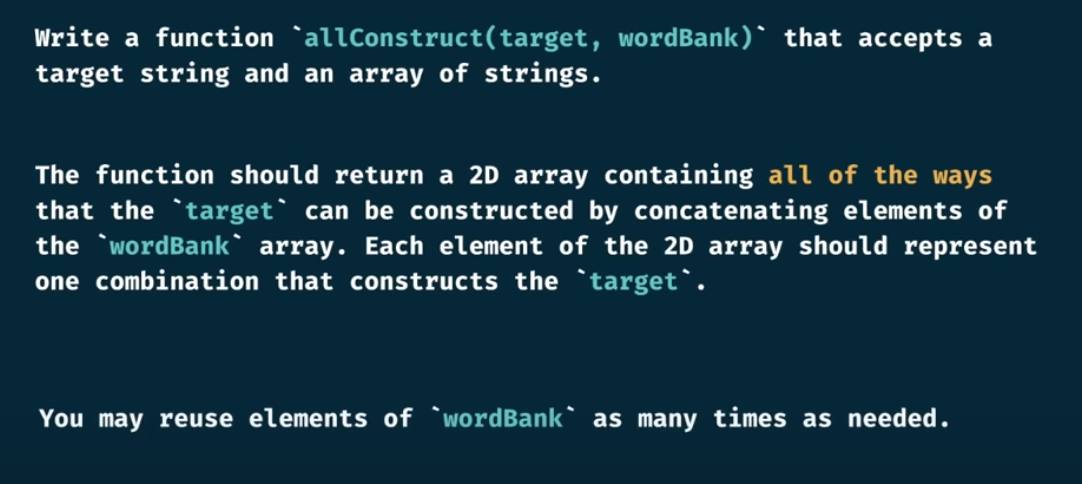 Write a function `allConstruct(target, wordBank)` that accepts a
target string and an array of strings.
The function should return a 2D array containing all of the ways
that the `target` can be constructed by concatenating elements of
the `wordBank` array. Each element of the 2D array should represent
one combination that constructs the `target`.
You may reuse elements of `wordBank` as many times as needed.